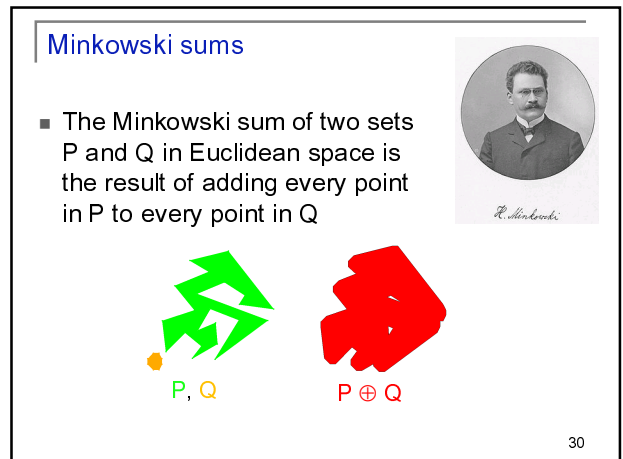 Minkowski sums
The Minkowski sum of two sets
P and Q in Euclidean space is
the result of adding every point
in P to every point in Q
H. Minkowski
P, Q
P ⊕ Q
30